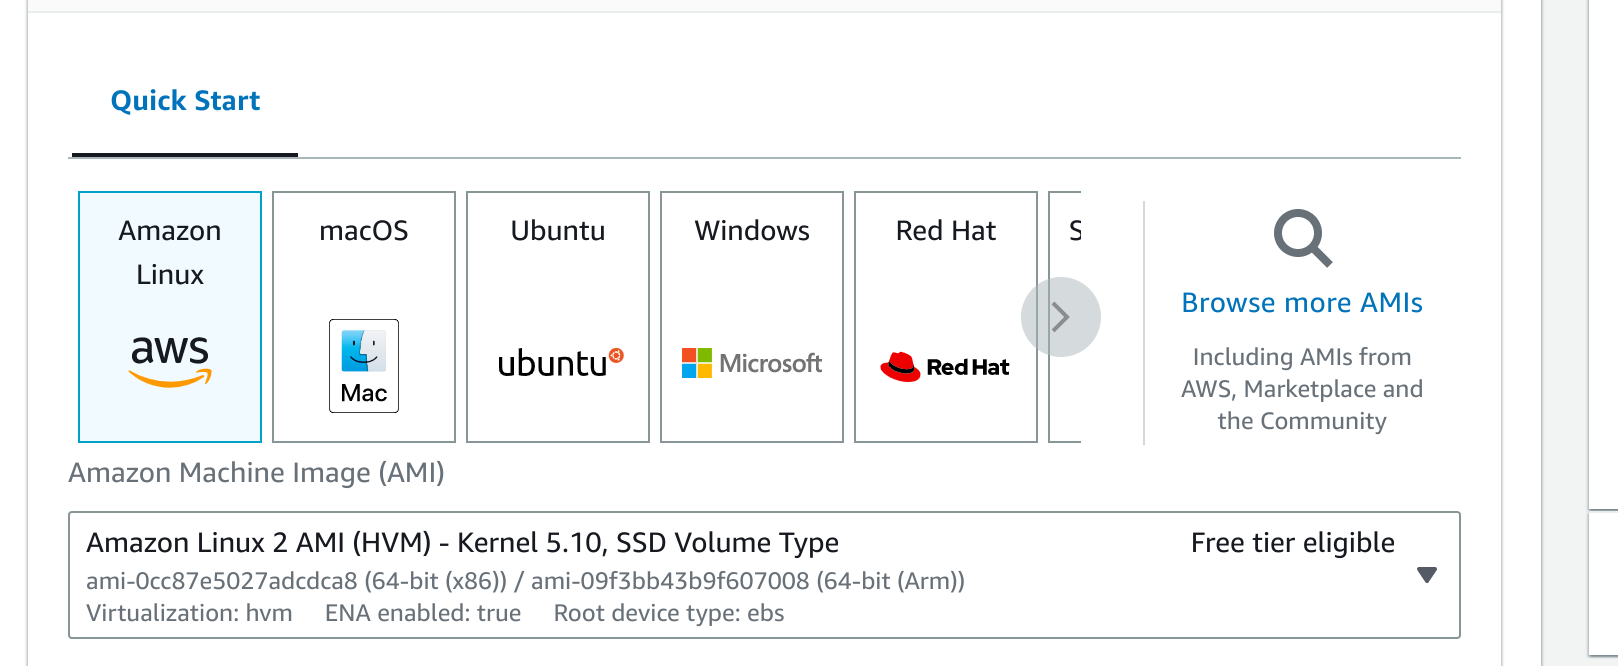 Quick Start
Amazon
Linux
aws
macOS
Mac
Ubuntu
ubuntu
Windows
Microsoft
Red Hat
Red Hat
S
Browse more AMIs
Including AMIs from
AWS, Marketplace and
the Community
Amazon Machine Image (AMI)
Amazon Linux 2 AMI (HVM) - Kernel 5.10, SSD Volume Type
Free tier eligible
ami-0cc87e5027adcdca8 (64-bit (x86)) / ami-09f3bb43b9f607008 (64-bit (Arm))
Virtualization: hvm ENA enabled: true Root device type: ebs